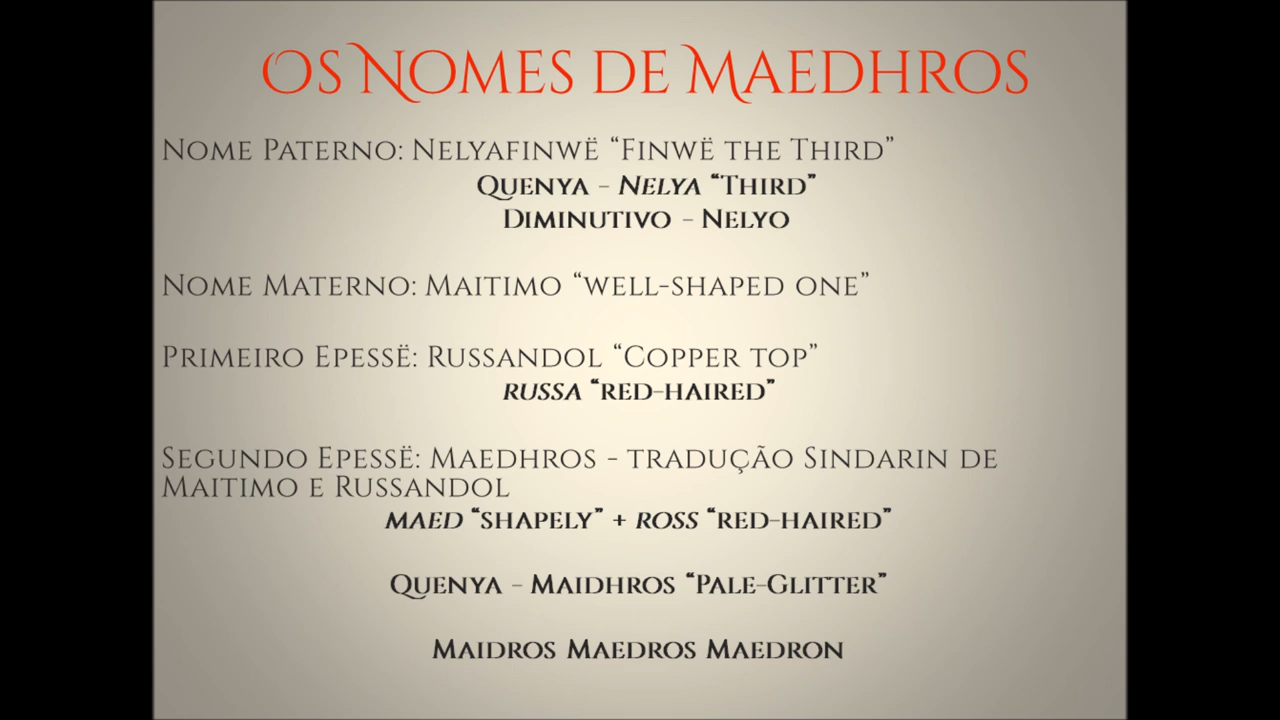 Os Nomes de Maedhros
Nome Paterno: Nelyafinwë “Finwë the Third”
Quenya - Nelya “Third”
Diminutivo - Nelyo
Nome Materno: Maitimo “well-shaped one”
Primeiro Epessë: Russandol “Copper top”
russa “red-haired”
Segundo Epessë: Maedhros - tradução Sindarin de
Maitimo e Russandol
maed “shapely” + ross “red-haired”
Quenya - Maidhros “Pale-Glitter”
Maidros Maedros Maedron